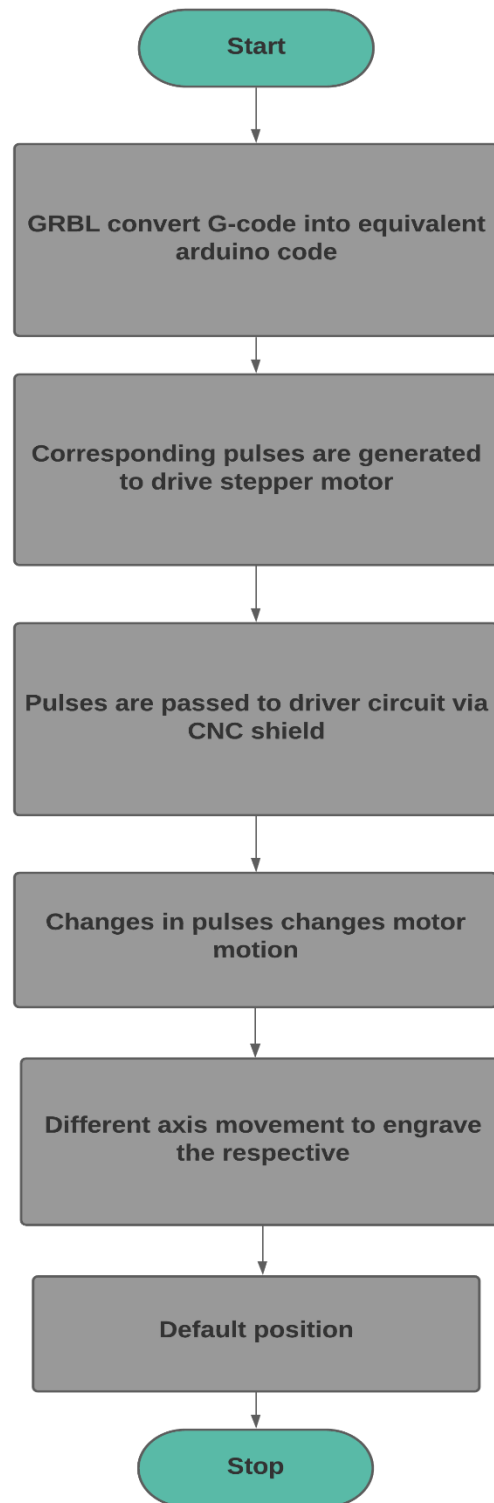 Start
GRBL convert G-code into equivalent
arduino code
Corresponding pulses are generated
to drive stepper motor
Pulses are passed to driver circuit via
CNC shield
Changes in pulses changes motor
motion
Different axis movement to engrave
the respective
Default position
Stop